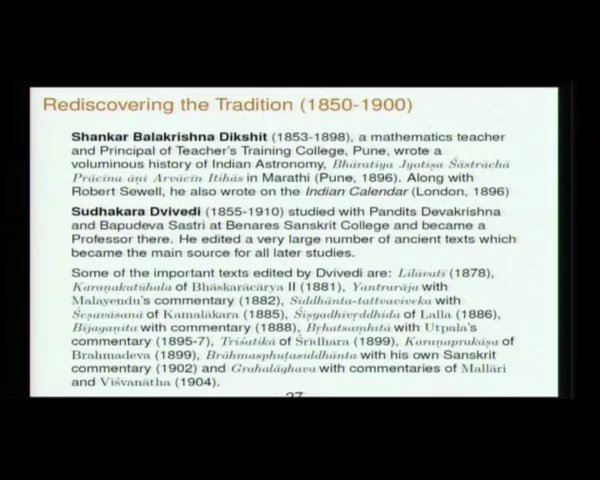 Rediscovering the Tradition (1850-1900)
Shankar Balakrishna Dikshit (1853-1898), a mathematics teacher
and Principal of Teacher's Training College, Pune, wrote a
voluminous history of Indian Astronomy, Bhāratīya Jyotiṣa Śāstrāchā
Prācīna āṇi Arvācīn Itihās in Marathi (Pune, 1896). Along with
Robert Sewell, he also wrote on the Indian Calendar (London, 1896)
Sudhakara Dvivedi (1855-1910) studied with Pandits Devakrishna
and Bapudeva Sastri at Benares Sanskrit College and became a
Professor there. He edited a very large number of ancient texts which
became the main source for all later studies.
Some of the important texts edited by Dvivedi are: Līlāvatī (1878),
Karaṇakutūhala of Bhāskarācārya II (1881), Yantrarāja with
Malayendu's commentary (1882), Siddhānta-tattvaviveka with
Śeṣavāsanā of Kamalākara (1885), Śiṣyadhīvṛddhida of Lalla (1886),
Bījagaṇita with commentary (1888), Bṛhatsaṃhitā with Utpala's
commentary (1895-7), Triśatikā of Śrīdhara (1899), Karaṇaprakāśa of
Brahmadeva (1899), Brāhmasphuṭasiddhānta with his own Sanskrit
commentary (1902) and Grahalāghava with commentaries of Mallāri
and Viśvanātha (1904).